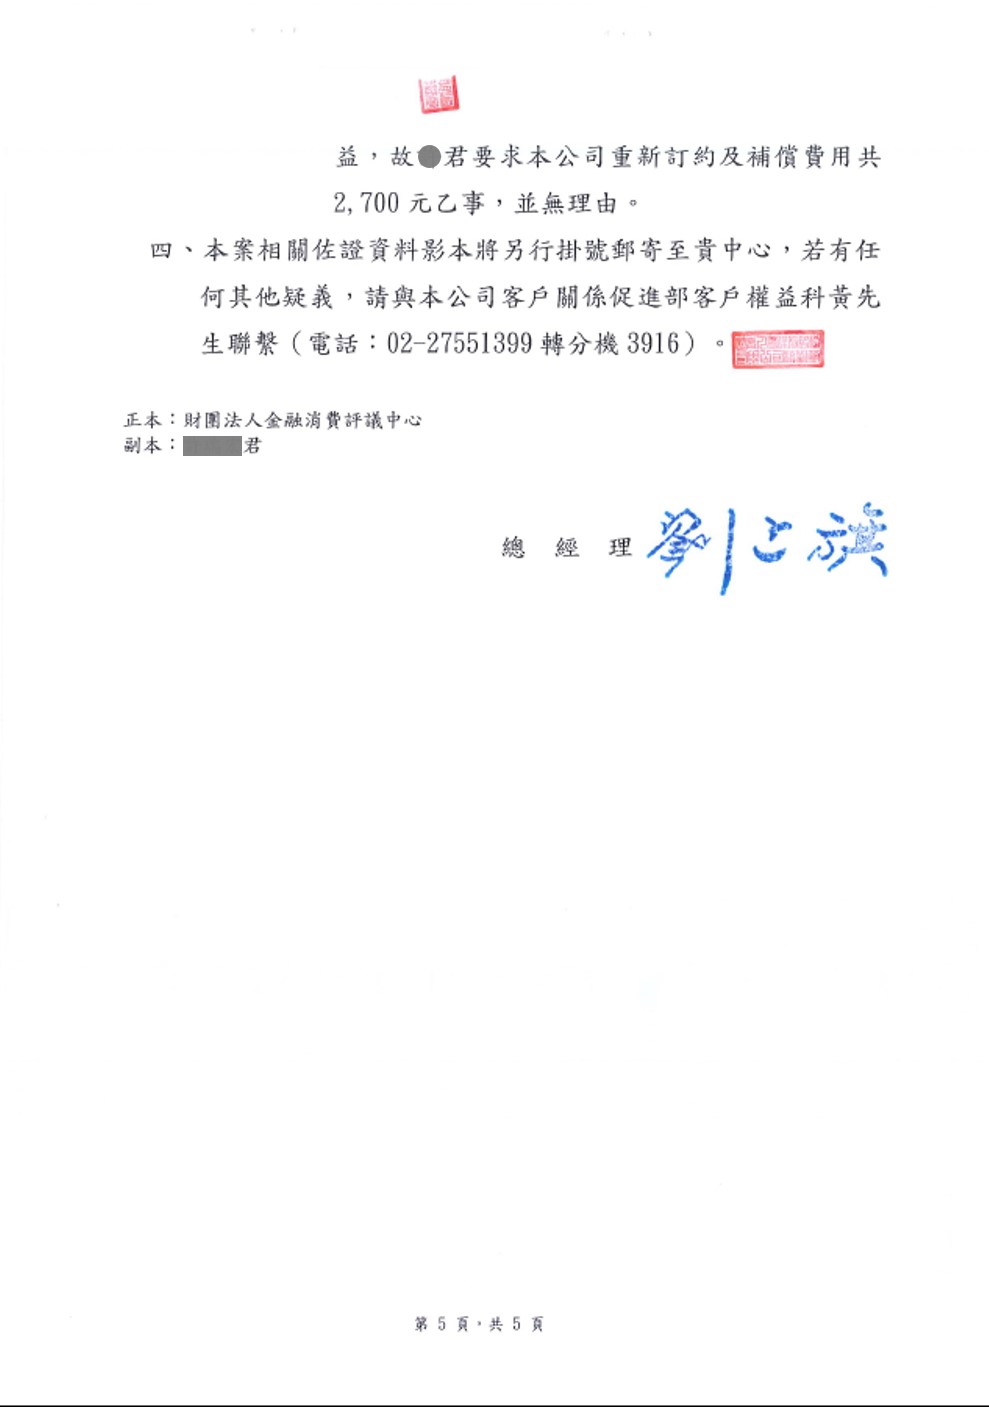 益，故君要求本公司重新訂約及補償費用共
2,700元乙事，並無理由。
四、本案相關佐證資料影本將另行掛號郵寄至貴中心，若有任
何其他疑義，請與本公司客戶關係促進部客戶權益科黃先
生聯繫（電話：02-27551399轉分機3916）。
正本：財團法人金融消費評議中心
副本：君
總經理 劉上旗
第5頁，共5頁